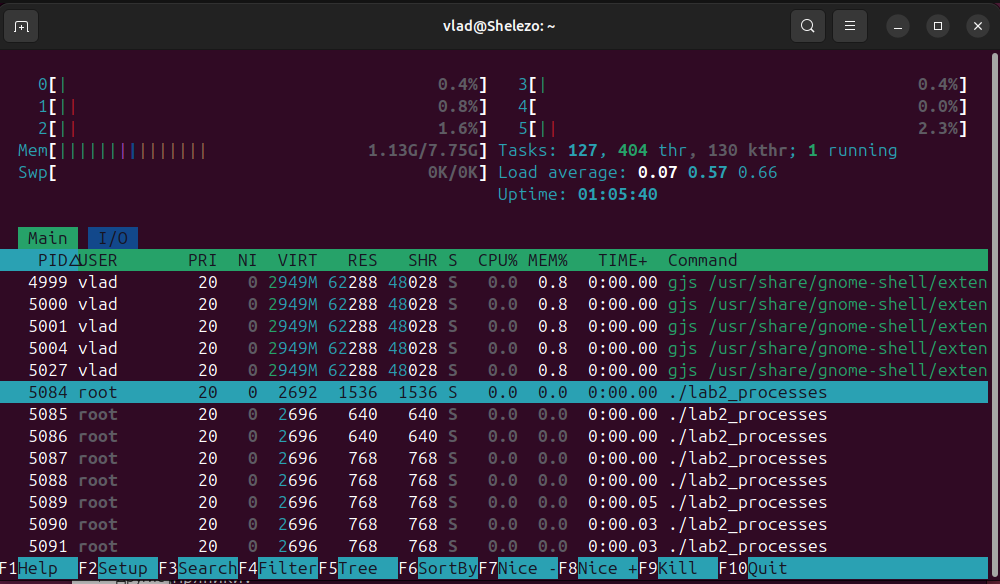 vlad@Shelezo: ~
0[| 0.4%] 3[| 0.4%]
1[|| 0.8%] 4[ 0.0%]
2[|| 1.6%] 5[|| 2.3%]
Mem[||||||||||||||| 1.13G/7.75G] Tasks: 127, 404 thr, 130 kthr; 1 running
Swp[ 0K/0K] Load average: 0.07 0.57 0.66
Uptime: 01:05:40
Main I/O
PID△USER PRI NI VIRT RES SHR S CPU% MEM% TIME+ Command
4999 vlad 20 0 2949M 62288 48028 S 0.0 0.8 0:00.00 gjs /usr/share/gnome-shell/exten
5000 vlad 20 0 2949M 62288 48028 S 0.0 0.8 0:00.00 gjs /usr/share/gnome-shell/exten
5001 vlad 20 0 2949M 62288 48028 S 0.0 0.8 0:00.00 gjs /usr/share/gnome-shell/exten
5004 vlad 20 0 2949M 62288 48028 S 0.0 0.8 0:00.00 gjs /usr/share/gnome-shell/exten
5027 vlad 20 0 2949M 62288 48028 S 0.0 0.8 0:00.00 gjs /usr/share/gnome-shell/exten
5084 root 20 0 2692 1536 1536 S 0.0 0.0 0:00.00 ./lab2_processes
5085 root 20 0 2696 640 640 S 0.0 0.0 0:00.00 ./lab2_processes
5086 root 20 0 2696 640 640 S 0.0 0.0 0:00.00 ./lab2_processes
5087 root 20 0 2696 768 768 S 0.0 0.0 0:00.00 ./lab2_processes
5088 root 20 0 2696 768 768 S 0.0 0.0 0:00.00 ./lab2_processes
5089 root 20 0 2696 768 768 S 0.0 0.0 0:00.05 ./lab2_processes
5090 root 20 0 2696 768 768 S 0.0 0.0 0:00.03 ./lab2_processes
5091 root 20 0 2696 768 768 S 0.0 0.0 0:00.03 ./lab2_processes
F1Help F2Setup F3SearchF4FilterF5Tree F6SortByF7Nice -F8Nice +F9Kill F10Quit